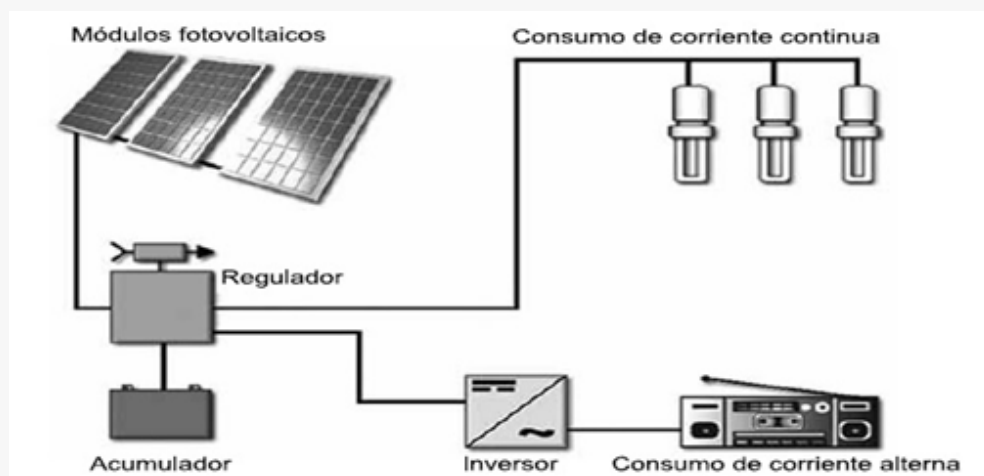 Módulos fotovoltaicos
Consumo de corriente continua
Regulador
Acumulador
Inversor
Consumo de corriente alterna